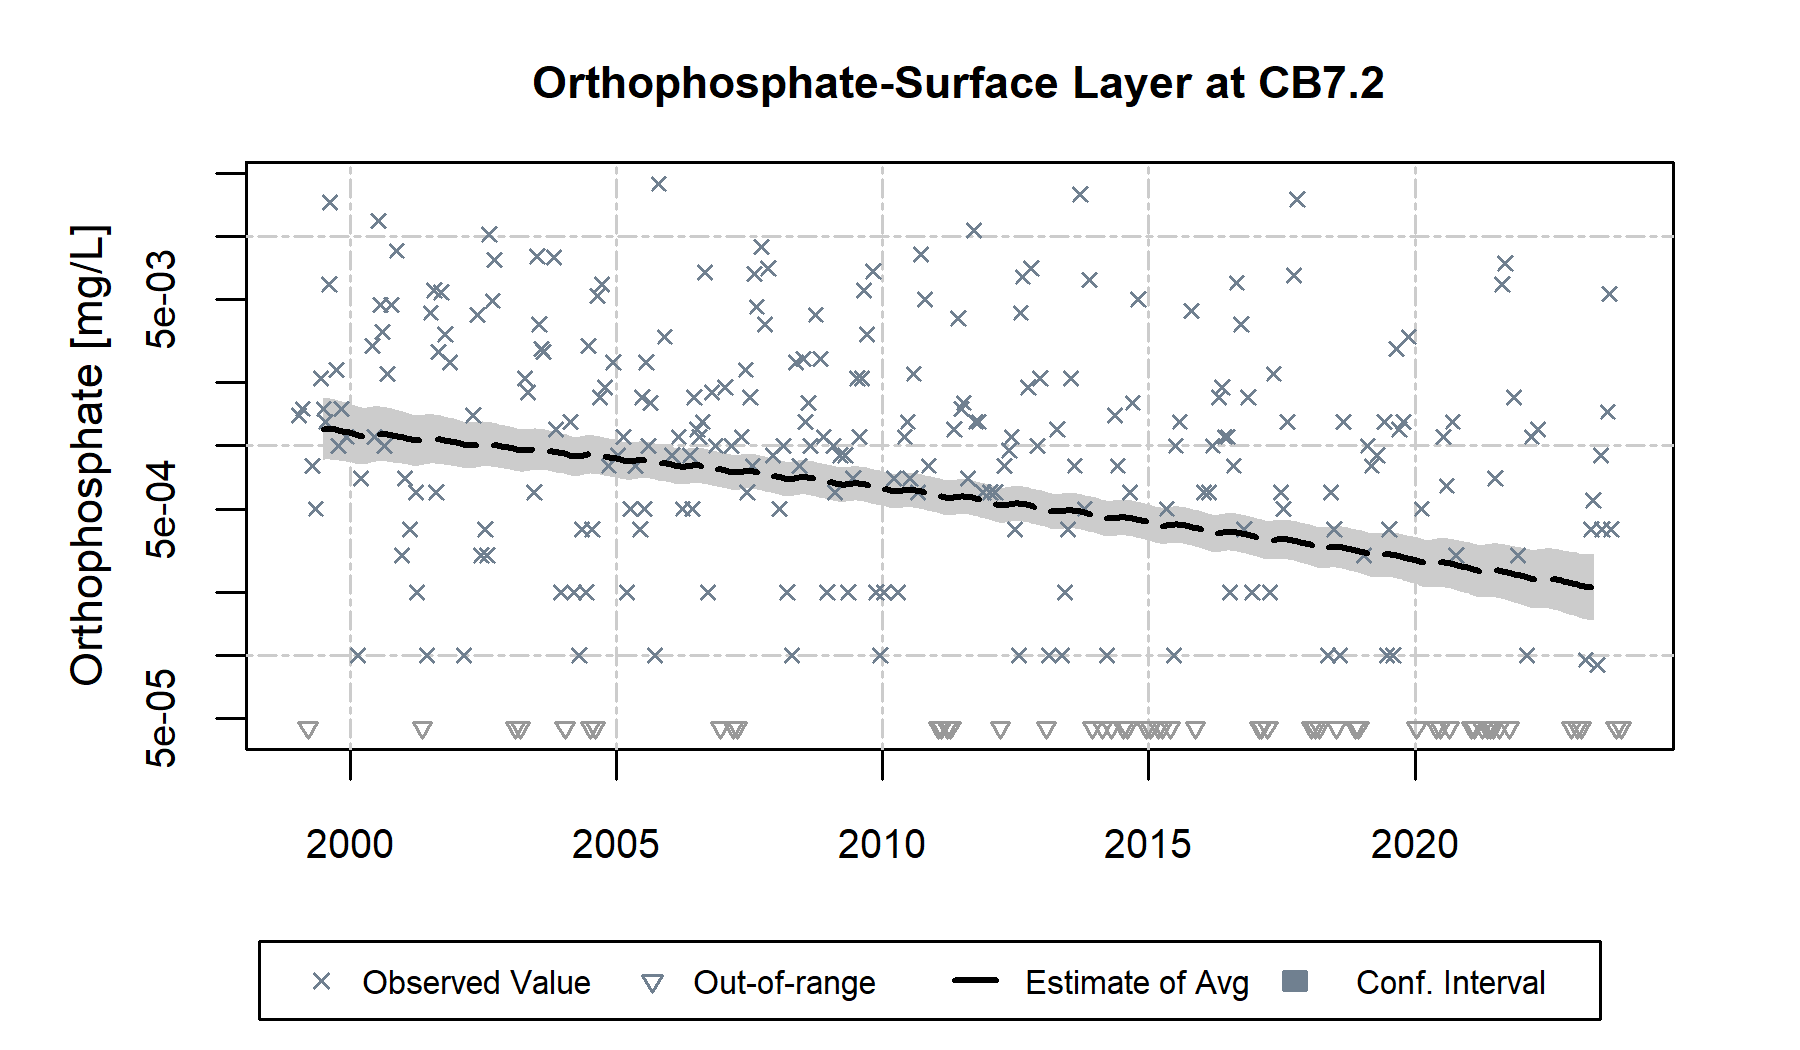 Orthophosphate-Surface Layer at CB7.2
Orthophosphate [mg/L]
5e-03
5e-04
5e-05
2000 2005 2010 2015 2020
Observed Value Out-of-range Estimate of Avg Conf. Interval